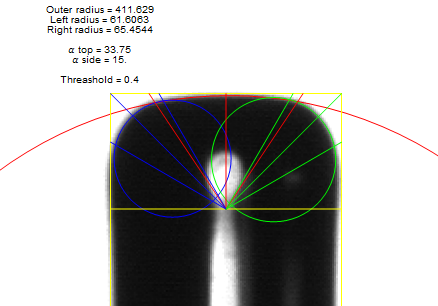 Outer radius = 411.629
Left radius = 61.6063
Right radius = 65.4544
α top = 33.75
α side = 15.
Threshold = 0.4